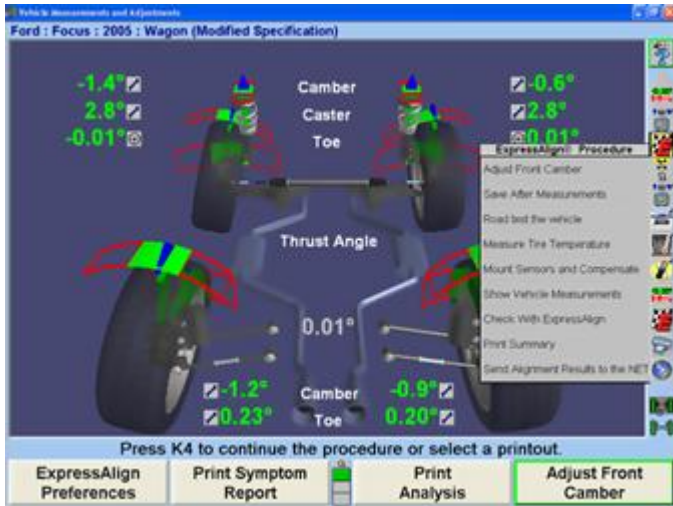 Vehicle Measurements and Adjustments
Ford : Focus : 2005 : Wagon (Modified Specification)
-1.4° Camber -0.6°
2.8° Caster 2.8°
-0.01° Toe 0.01°
ExpressAlign® Procedure
Adjust Front Camber
Save After Measurements
Road test the vehicle
Measure Tire Temperature
Mount Sensors and Compensate
Show Vehicle Measurements
Check With ExpressAlign
Print Summary
Send Alignment Results to the NET
Thrust Angle
0.01°
-1.2° Camber -0.9°
0.23° Toe 0.20°
Press K4 to continue the procedure or select a printout.
ExpressAlign Preferences
Print Symptom Report
Print Analysis
Adjust Front Camber